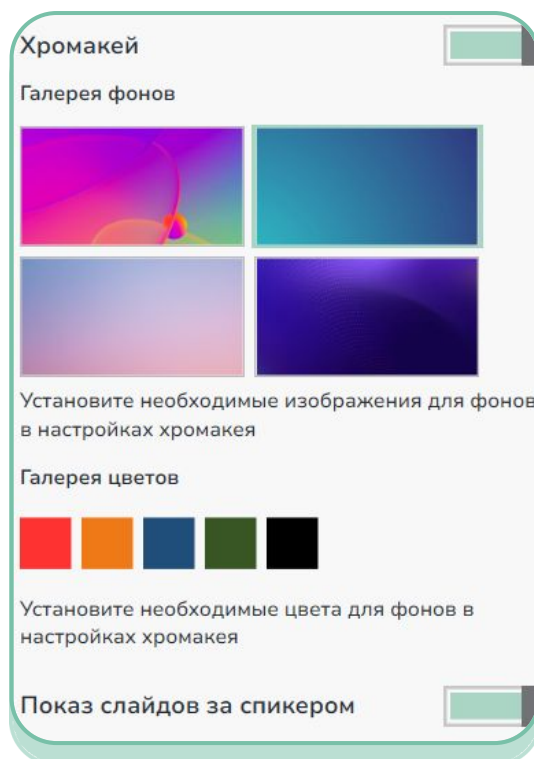 Хромакей
Галерея фонов
Установите необходимые изображения для фонов
в настройках хромакея
Галерея цветов
Установите необходимые цвета для фонов в
настройках хромакея
Показ слайдов за спикером